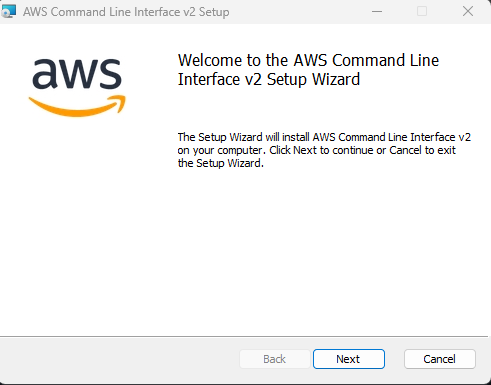 AWS Command Line Interface v2 Setup
aws
Welcome to the AWS Command Line
Interface v2 Setup Wizard
The Setup Wizard will install AWS Command Line Interface v2
on your computer. Click Next to continue or Cancel to exit
the Setup Wizard.
Back
Next
Cancel